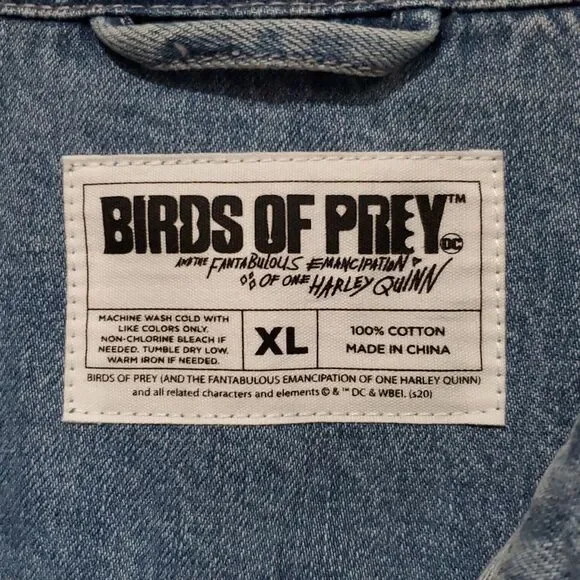 BIRDS OF PREY™
DC
AND THE FANTABULOUS EMANCIPATION
OF ONE HARLEY QUINN
MACHINE WASH COLD WITH
LIKE COLORS ONLY.
NON-CHLORINE BLEACH IF
NEEDED. TUMBLE DRY LOW.
WARM IRON IF NEEDED.
XL
100% COTTON
MADE IN CHINA
BIRDS OF PREY (AND THE FANTABULOUS EMANCIPATION OF ONE HARLEY QUINN)
and all related characters and elements © & ™ DC & WBEI. (s20)